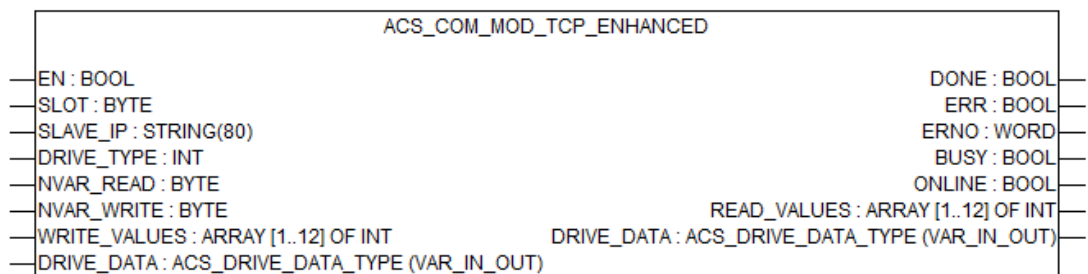 ACS_COM_MOD_TCP_ENHANCED
EN : BOOL DONE : BOOL
SLOT : BYTE ERR : BOOL
SLAVE_IP : STRING(80) ERNO : WORD
DRIVE_TYPE : INT BUSY : BOOL
NVAR_READ : BYTE ONLINE : BOOL
NVAR_WRITE : BYTE READ_VALUES : ARRAY [1..12] OF INT
WRITE_VALUES : ARRAY [1..12] OF INT DRIVE_DATA : ACS_DRIVE_DATA_TYPE (VAR_IN_OUT)
DRIVE_DATA : ACS_DRIVE_DATA_TYPE (VAR_IN_OUT)